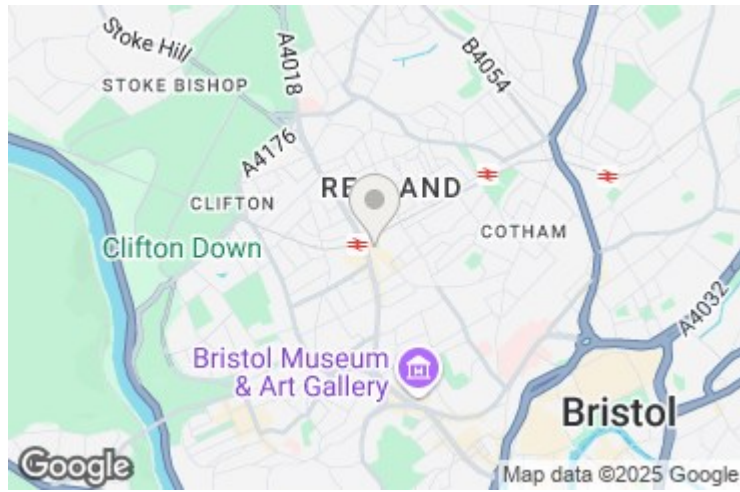 Stoke Hill
A4018
B4054
STOKE BISHOP
A4176
CLIFTON
COTHAM
Clifton Down
A4032
Bristol Museum
& Art Gallery
Bristol
Google
Map data ©2025 Google